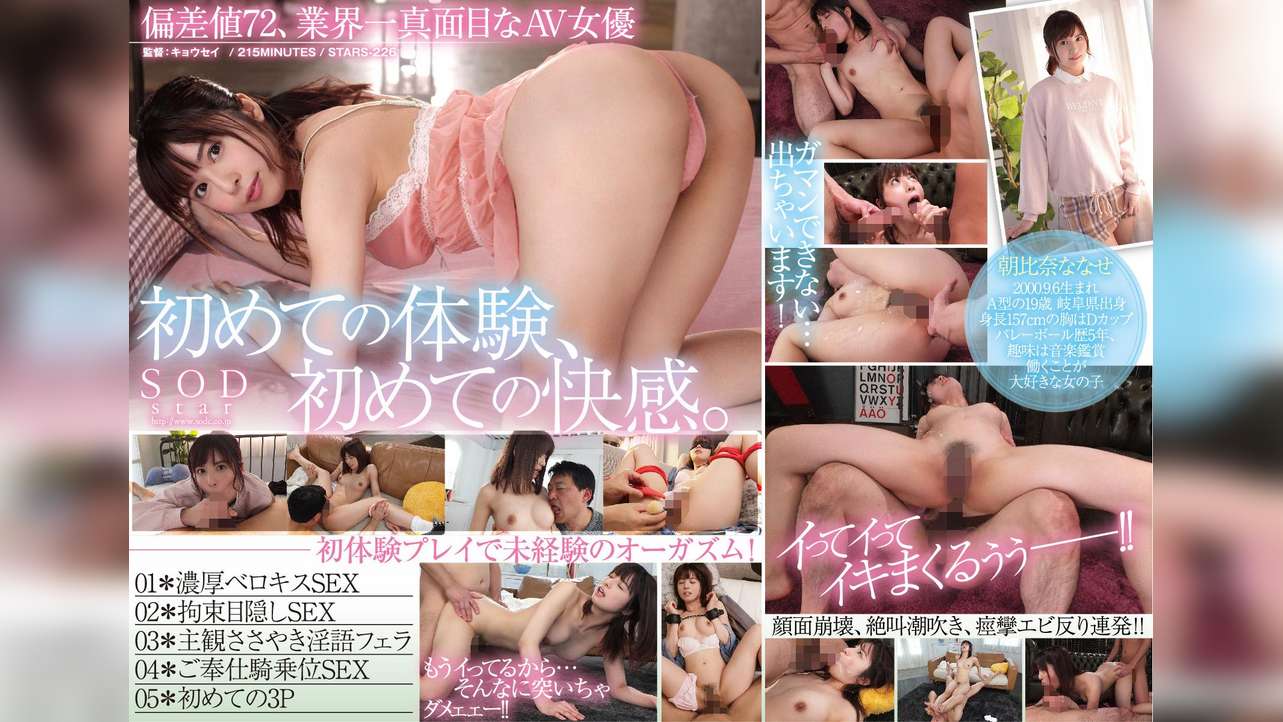 偏差値72、業界一真面目なAV女優
監督：キョウセイ / 215MINUTES / STARS-226
初めての体験、
初めての快感。
SOD
star
http://www.sodc.co.jp
初体験プレイで未経験のオーガズム！
01＊濃厚ベロキスSEX
02＊拘束目隠しSEX
03＊主観ささやき淫語フェラ
04＊ご奉仕騎乗位SEX
05＊初めての3P
もうイってるから…
そんなに突いちゃ
ダメェェー!!
ガマンできない…
出ちゃいます！
朝比奈ななせ
2000.9.6生まれ
A型の19歳。岐阜県出身
身長157cmの胸はDカップ
バレーボール歴5年、
趣味は音楽鑑賞
働くことが
大好きな女の子
イってイって
イキまくるぅぅ――!!
顔面崩壊、絶叫潮吹き、痙攣エビ反り連発!!